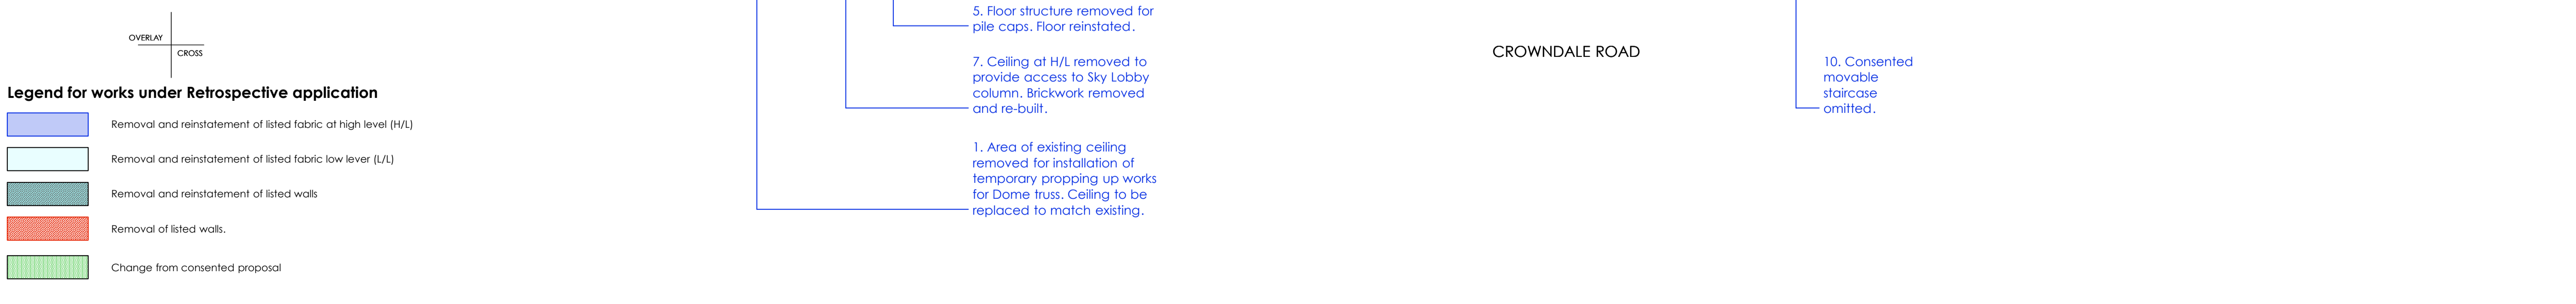 OVERLAY
CROSS
Legend for works under Retrospective application
Removal and reinstatement of listed fabric at high level (H/L)
Removal and reinstatement of listed fabric low lever (L/L)
Removal and reinstatement of listed walls
Removal of listed walls.
Change from consented proposal
5. Floor structure removed for
pile caps. Floor reinstated.
7. Ceiling at H/L removed to
provide access to Sky Lobby
column. Brickwork removed
and re-built.
1. Area of existing ceiling
removed for installation of
temporary propping up works
for Dome truss. Ceiling to be
replaced to match existing.
CROWNDALE ROAD
10. Consented
movable
staircase
omitted.